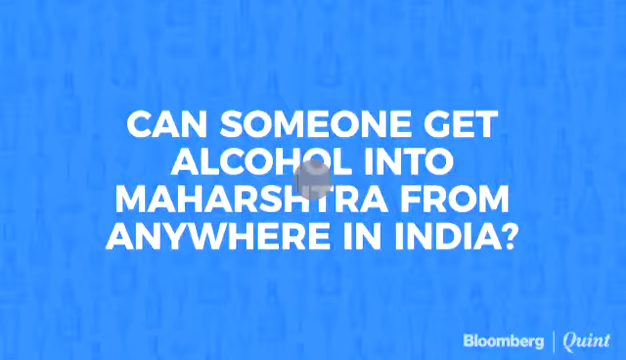 CAN SOMEONE GET
ALCOHOL INTO
MAHARSHTRA FROM
ANYWHERE IN INDIA?
Bloomberg | Quint